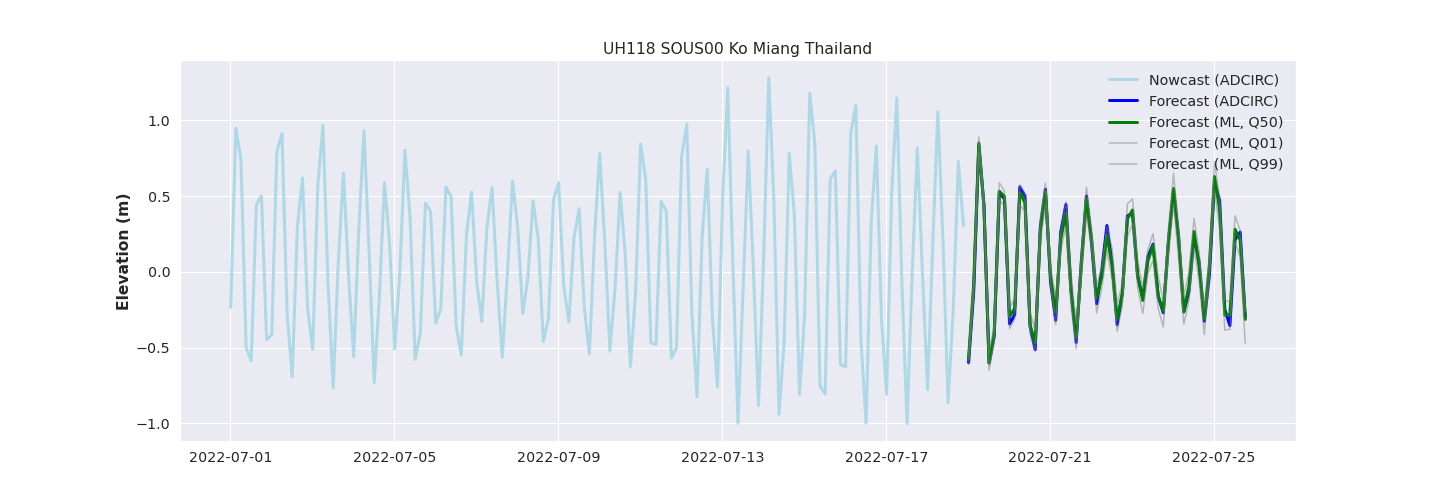 UH118 SOUS00 Ko Miang Thailand
Nowcast (ADCIRC)
Forecast (ADCIRC)
Forecast (ML, Q50)
Forecast (ML, Q01)
Forecast (ML, Q99)
Elevation (m)
1.0
0.5
0.0
−0.5
−1.0
2022-07-01
2022-07-05
2022-07-09
2022-07-13
2022-07-17
2022-07-21
2022-07-25